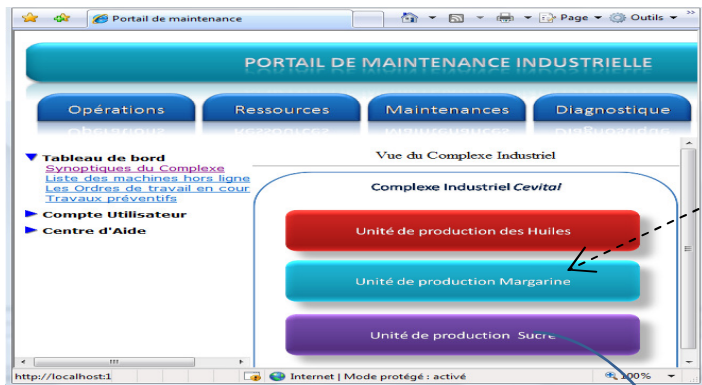 Portail de maintenance
Page
Outils
PORTAIL DE MAINTENANCE INDUSTRIELLE
Opérations
Ressources
Maintenances
Diagnostique
Tableau de bord
Synoptiques du Complexe
Liste des machines hors ligne
Les Ordres de travail en cour
Travaux préventifs
Compte Utilisateur
Centre d'Aide
Vue du Complexe Industriel
Complexe Industriel Cevital
Unité de production des Huiles
Unité de production Margarine
Unité de production Sucre
http://localhost:1
Internet | Mode protégé : activé
100%